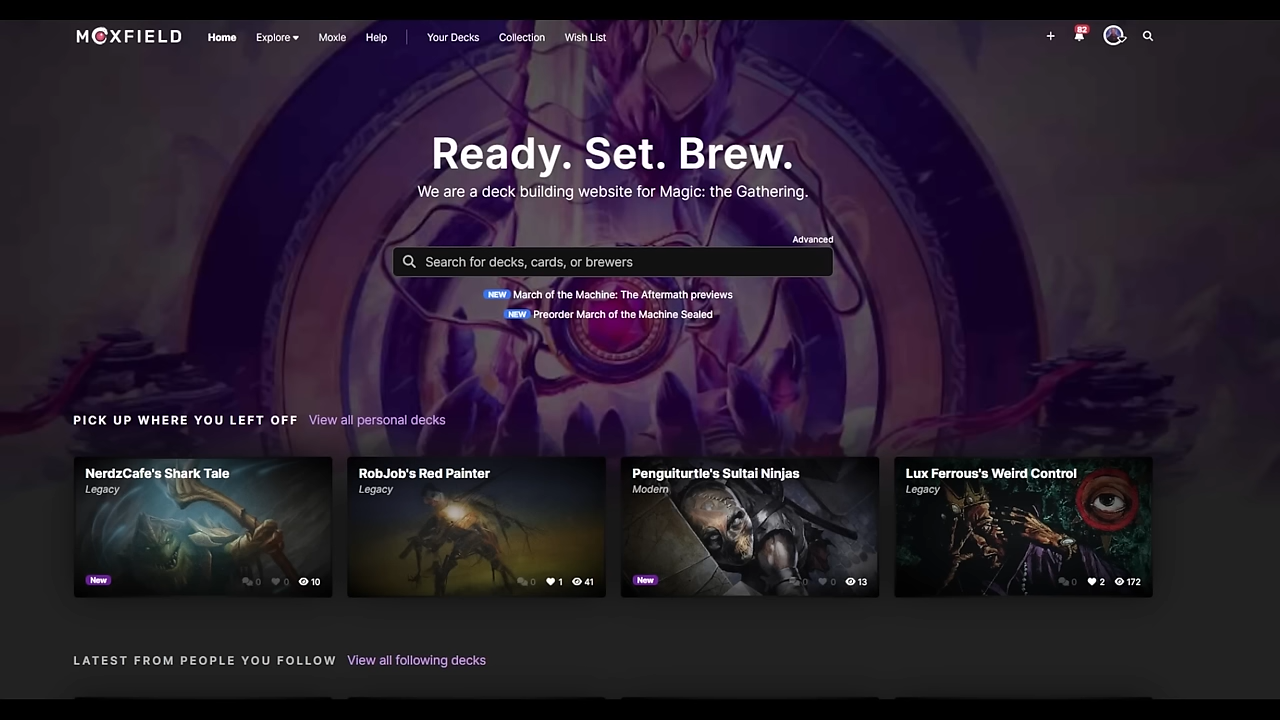 MOXFIELD Home Explore Moxle Help Your Decks Collection Wish List + 82
Ready. Set. Brew.
We are a deck building website for Magic: the Gathering.
Advanced
Search for decks, cards, or brewers
NEW March of the Machine: The Aftermath previews
NEW Preorder March of the Machine Sealed
PICK UP WHERE YOU LEFT OFF View all personal decks
NerdzCafe's Shark Tale
Legacy
New 0 0 10
RobJob's Red Painter
Legacy
0 1 41
Penguiturtle's Sultai Ninjas
Modern
New 0 0 13
Lux Ferrous's Weird Control
Legacy
0 2 172
LATEST FROM PEOPLE YOU FOLLOW View all following decks